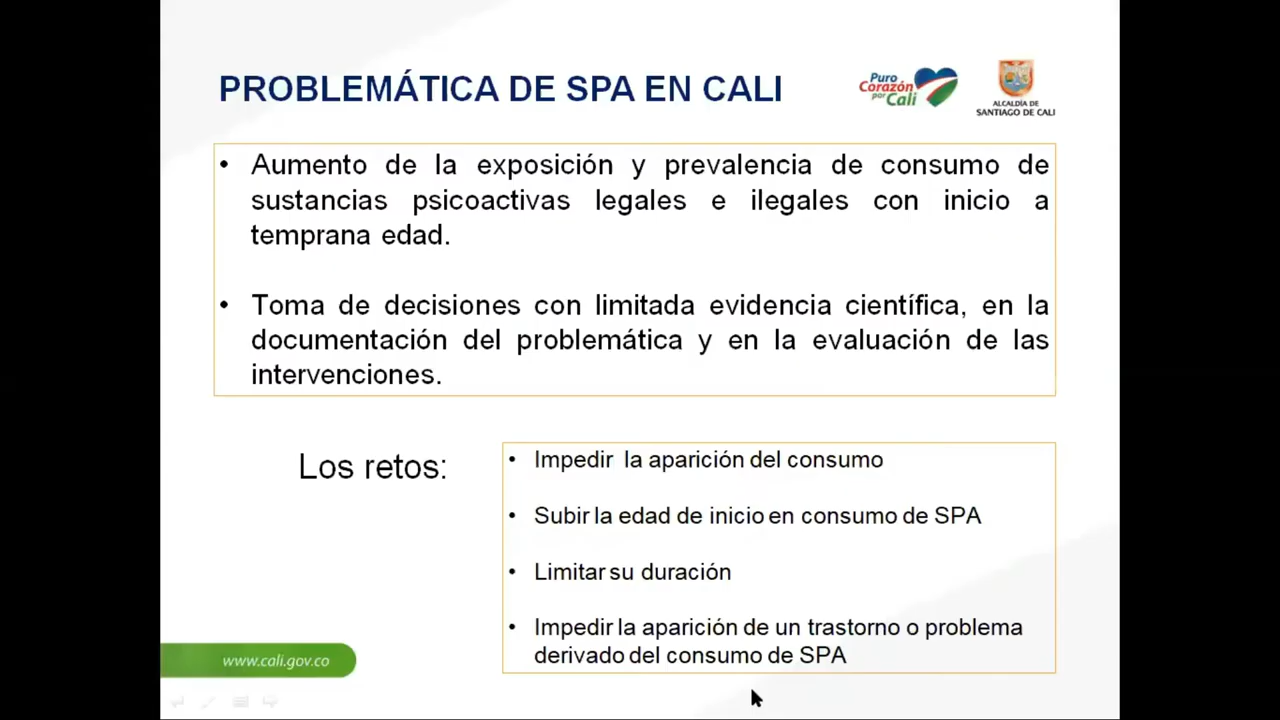 PROBLEMÁTICA DE SPA EN CALI
Puro
Corazón
por Cali
ALCALDÍA DE
SANTIAGO DE CALI
• Aumento de la exposición y prevalencia de consumo de
sustancias psicoactivas legales e ilegales con inicio a
temprana edad.
• Toma de decisiones con limitada evidencia científica, en la
documentación del problemática y en la evaluación de las
intervenciones.
Los retos:
• Impedir la aparición del consumo
• Subir la edad de inicio en consumo de SPA
• Limitar su duración
• Impedir la aparición de un trastorno o problema
derivado del consumo de SPA
www.cali.gov.co